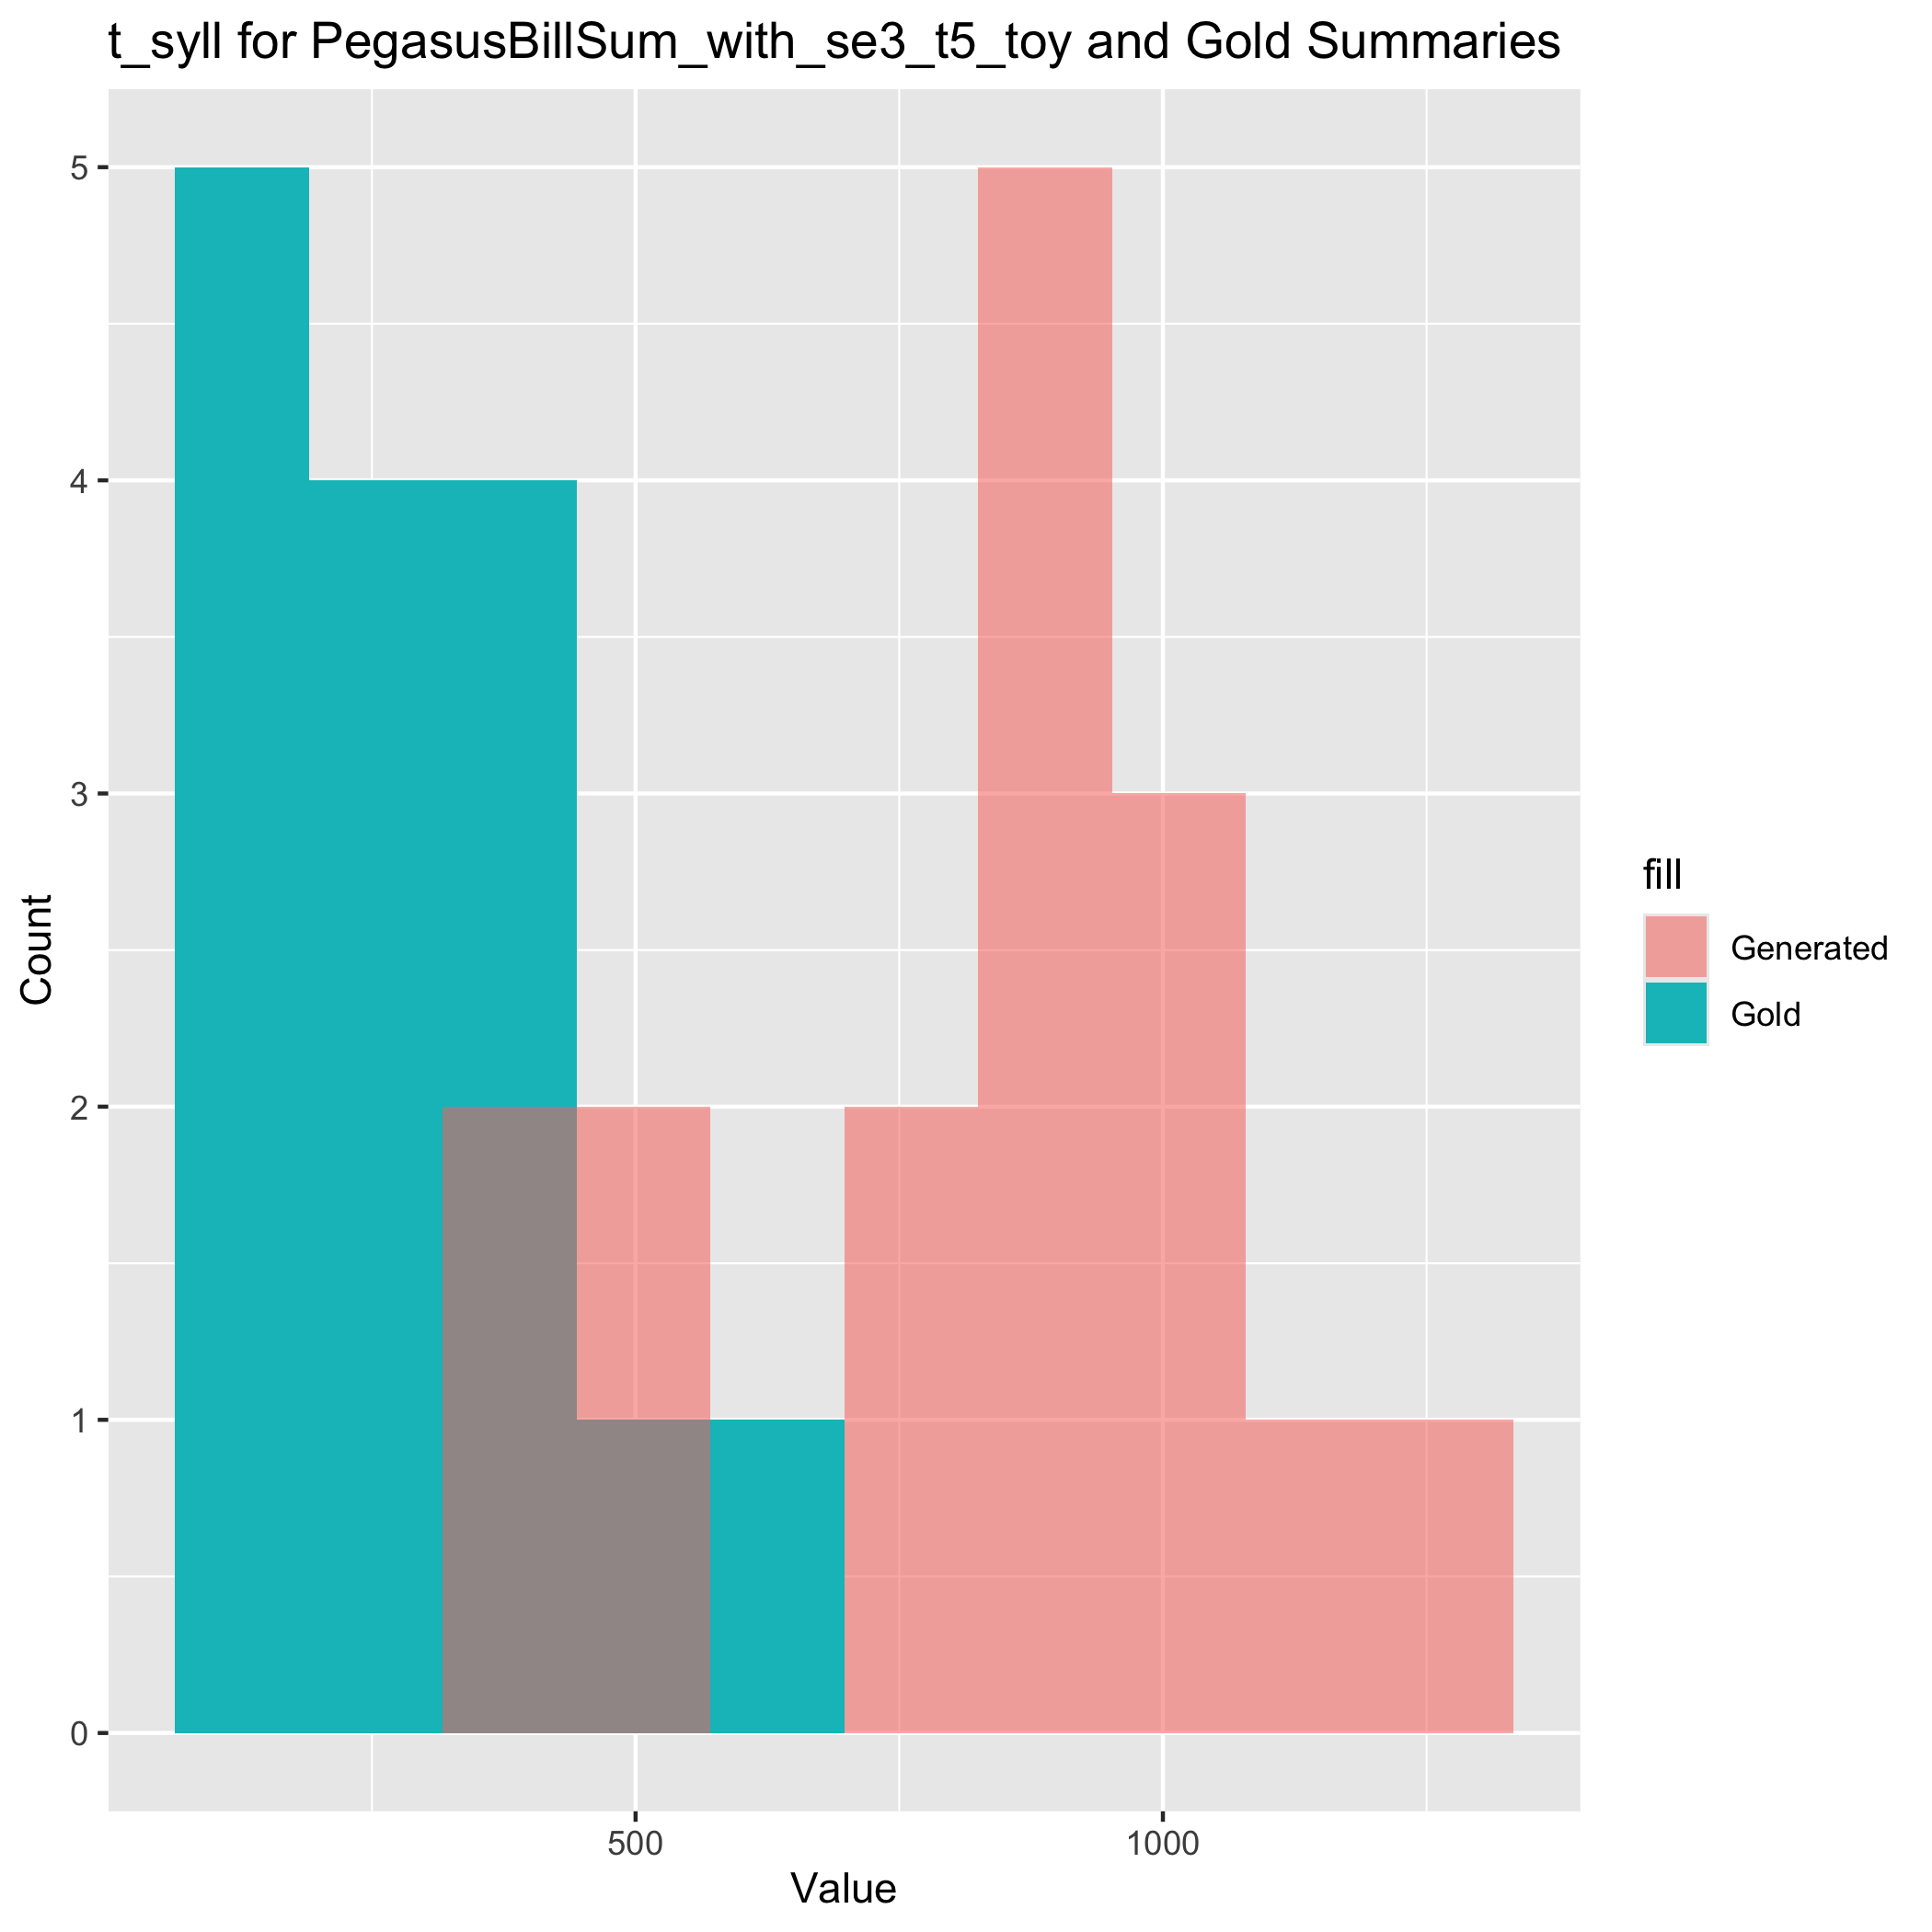 t_syll for PegasusBillSum_with_se3_t5_toy and Gold Summaries
5
4
3
2
1
0
Count
500 1000
Value
fill
Generated
Gold